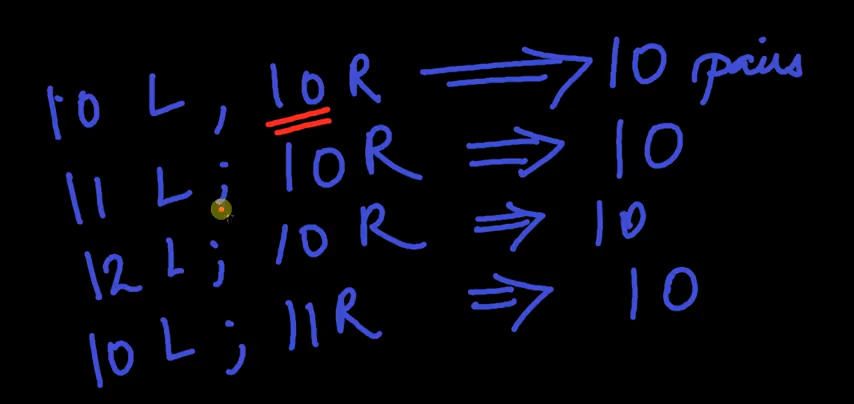 10 L , 10 R ⟹ 10 pairs
11 L ; 10 R ⟹ 10
12 L ; 10 R ⟹ 10
10 L ; 11 R ⟹ 10